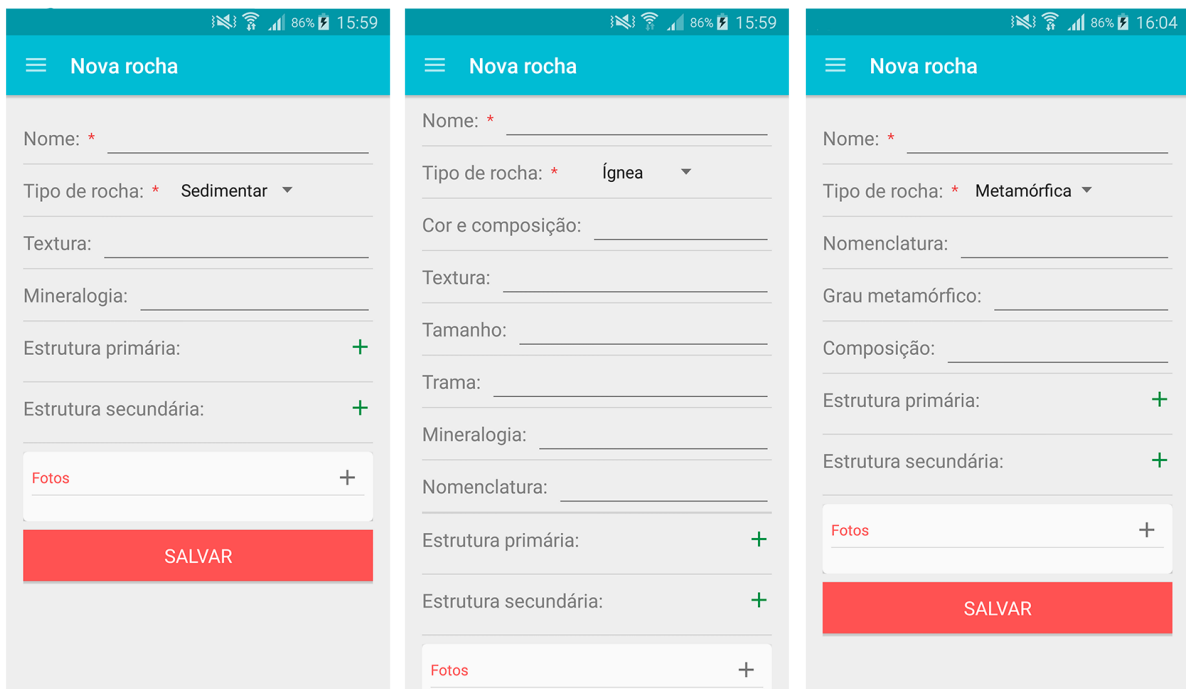 86% 15:59
Nova rocha
Nome: *
Tipo de rocha: * Sedimentar
Textura:
Mineralogia:
Estrutura primária: +
Estrutura secundária: +
Fotos +
SALVAR
86% 15:59
Nova rocha
Nome: *
Tipo de rocha: * Ígnea
Cor e composição:
Textura:
Tamanho:
Trama:
Mineralogia:
Nomenclatura:
Estrutura primária: +
Estrutura secundária: +
Fotos +
86% 16:04
Nova rocha
Nome: *
Tipo de rocha: * Metamórfica
Nomenclatura:
Grau metamórfico:
Composição:
Estrutura primária: +
Estrutura secundária: +
Fotos +
SALVAR